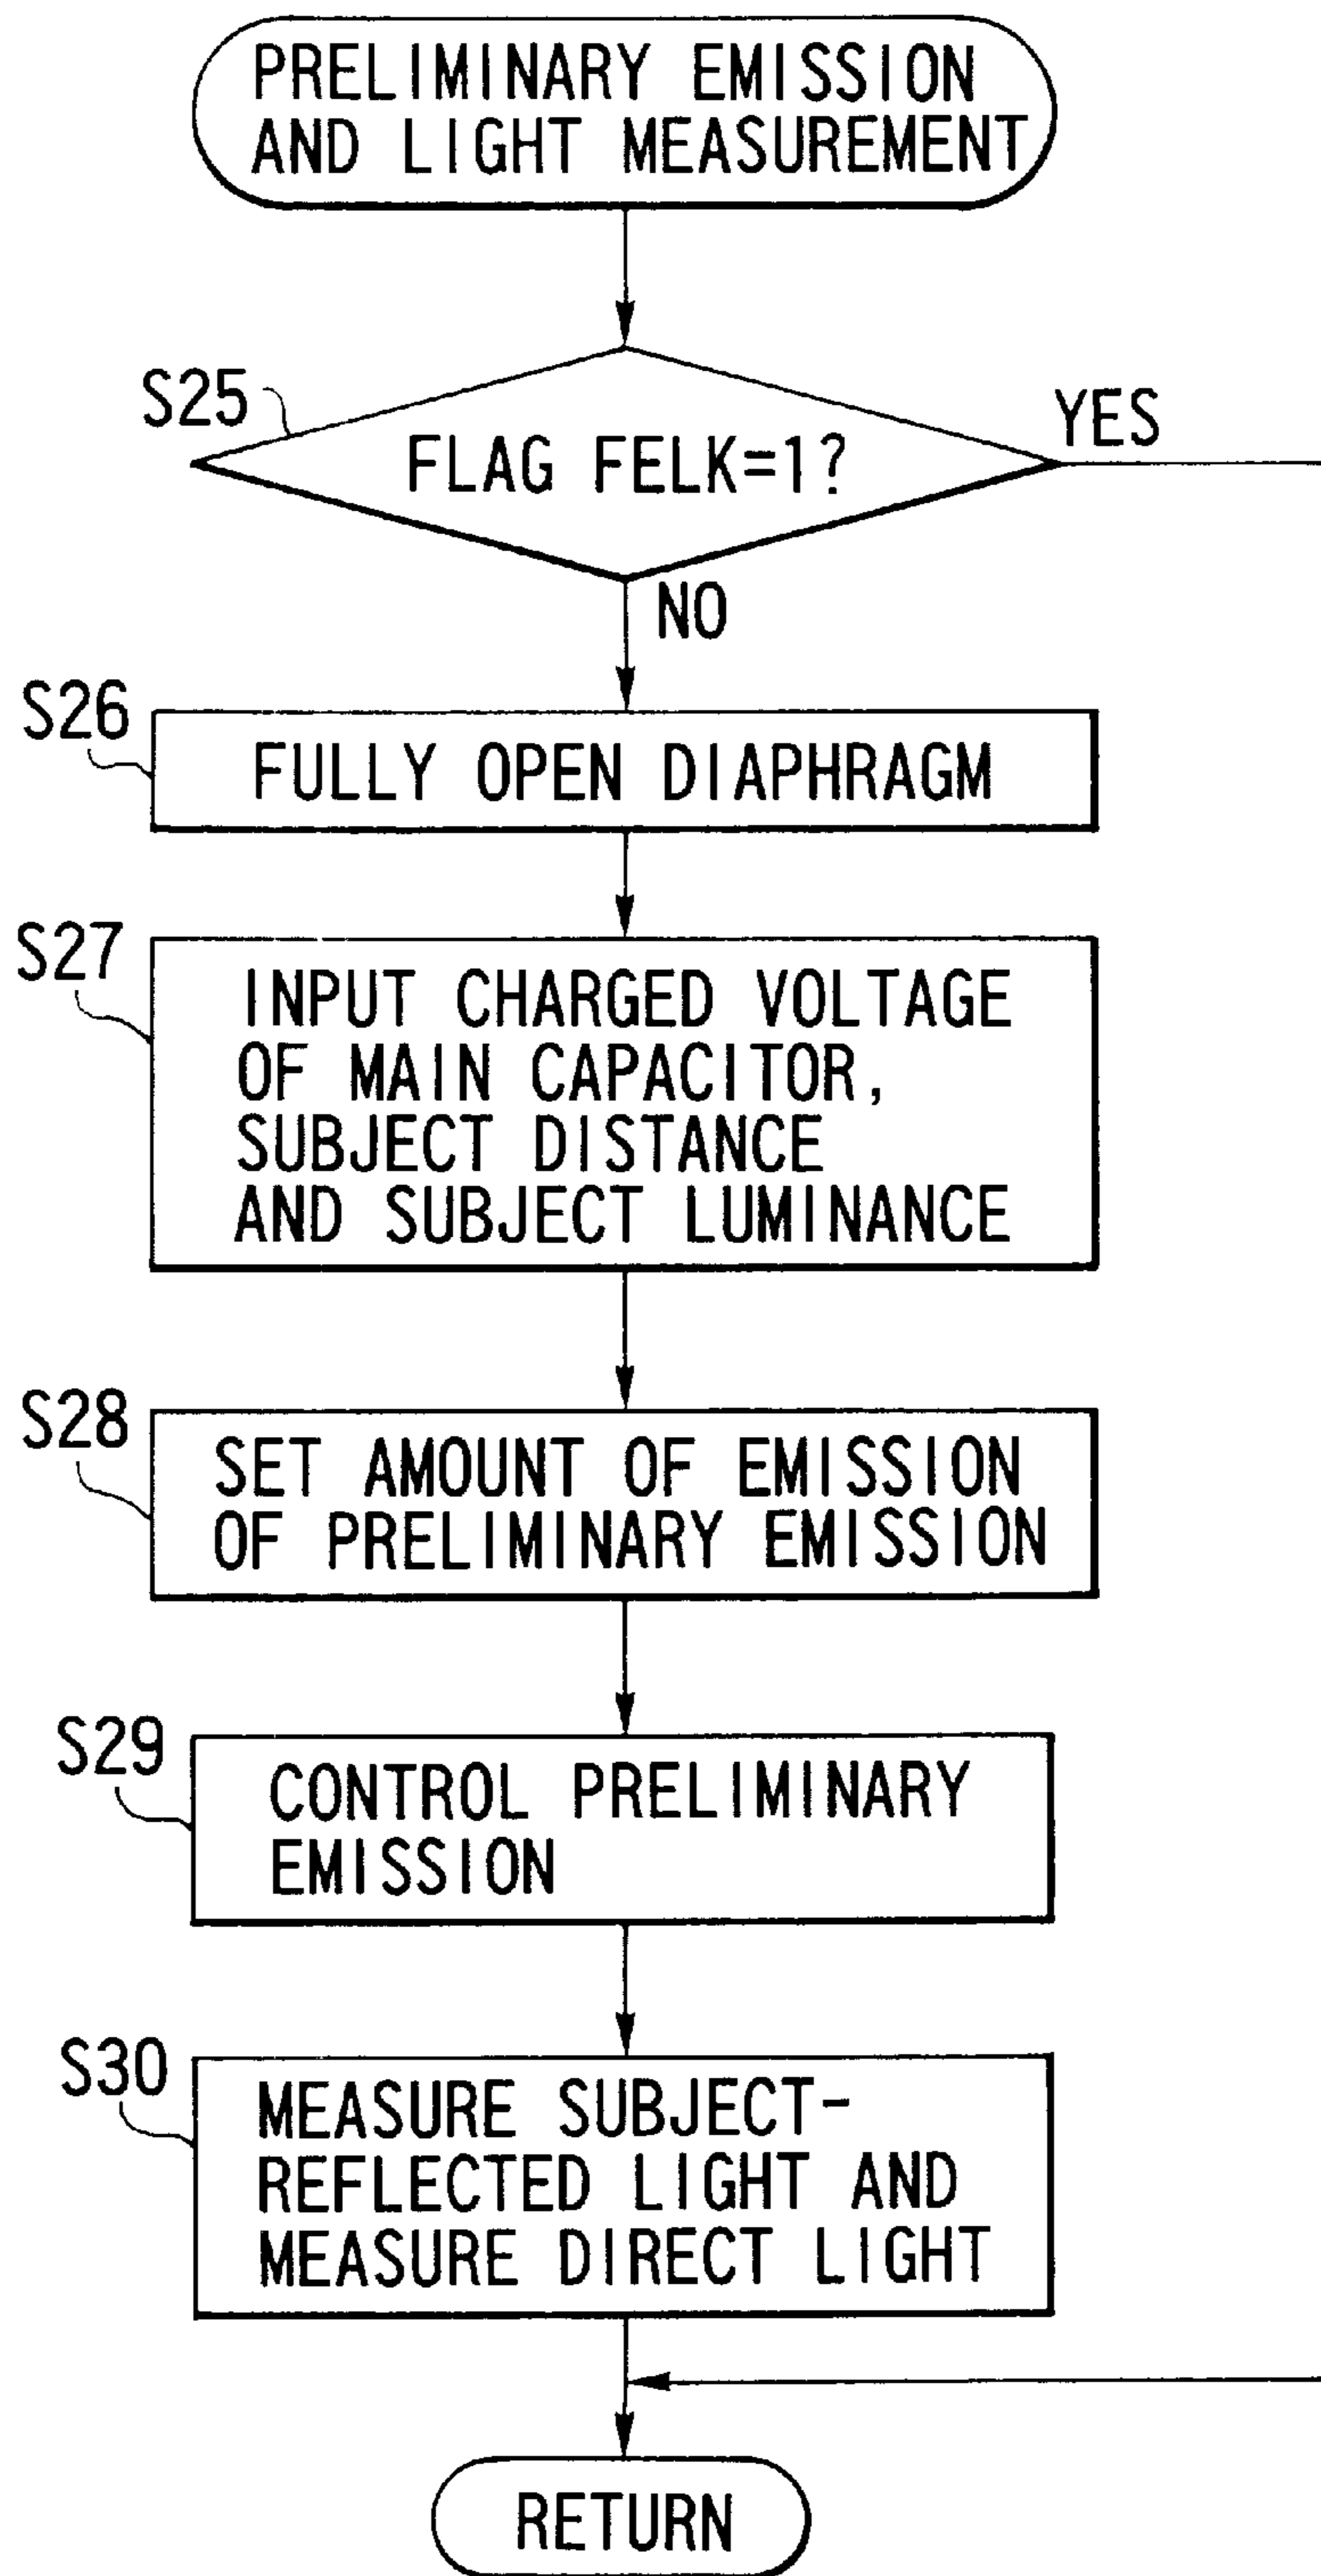 PRELIMINARY EMISSION
AND LIGHT MEASUREMENT
S25
FLAG FELK=1?
YES
NO
S26
FULLY OPEN DIAPHRAGM
S27
INPUT CHARGED VOLTAGE
OF MAIN CAPACITOR,
SUBJECT DISTANCE
AND SUBJECT LUMINANCE
S28
SET AMOUNT OF EMISSION
OF PRELIMINARY EMISSION
S29
CONTROL PRELIMINARY
EMISSION
S30
MEASURE SUBJECT-
REFLECTED LIGHT AND
MEASURE DIRECT LIGHT
RETURN